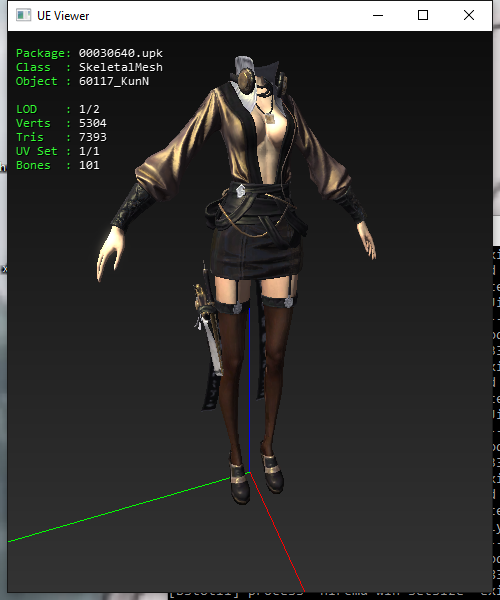 UE Viewer
Package: 00030640.upk
Class : SkeletalMesh
Object : 60117_KunN
LOD : 1/2
Verts : 5304
Tris : 7393
UV Set : 1/1
Bones : 101